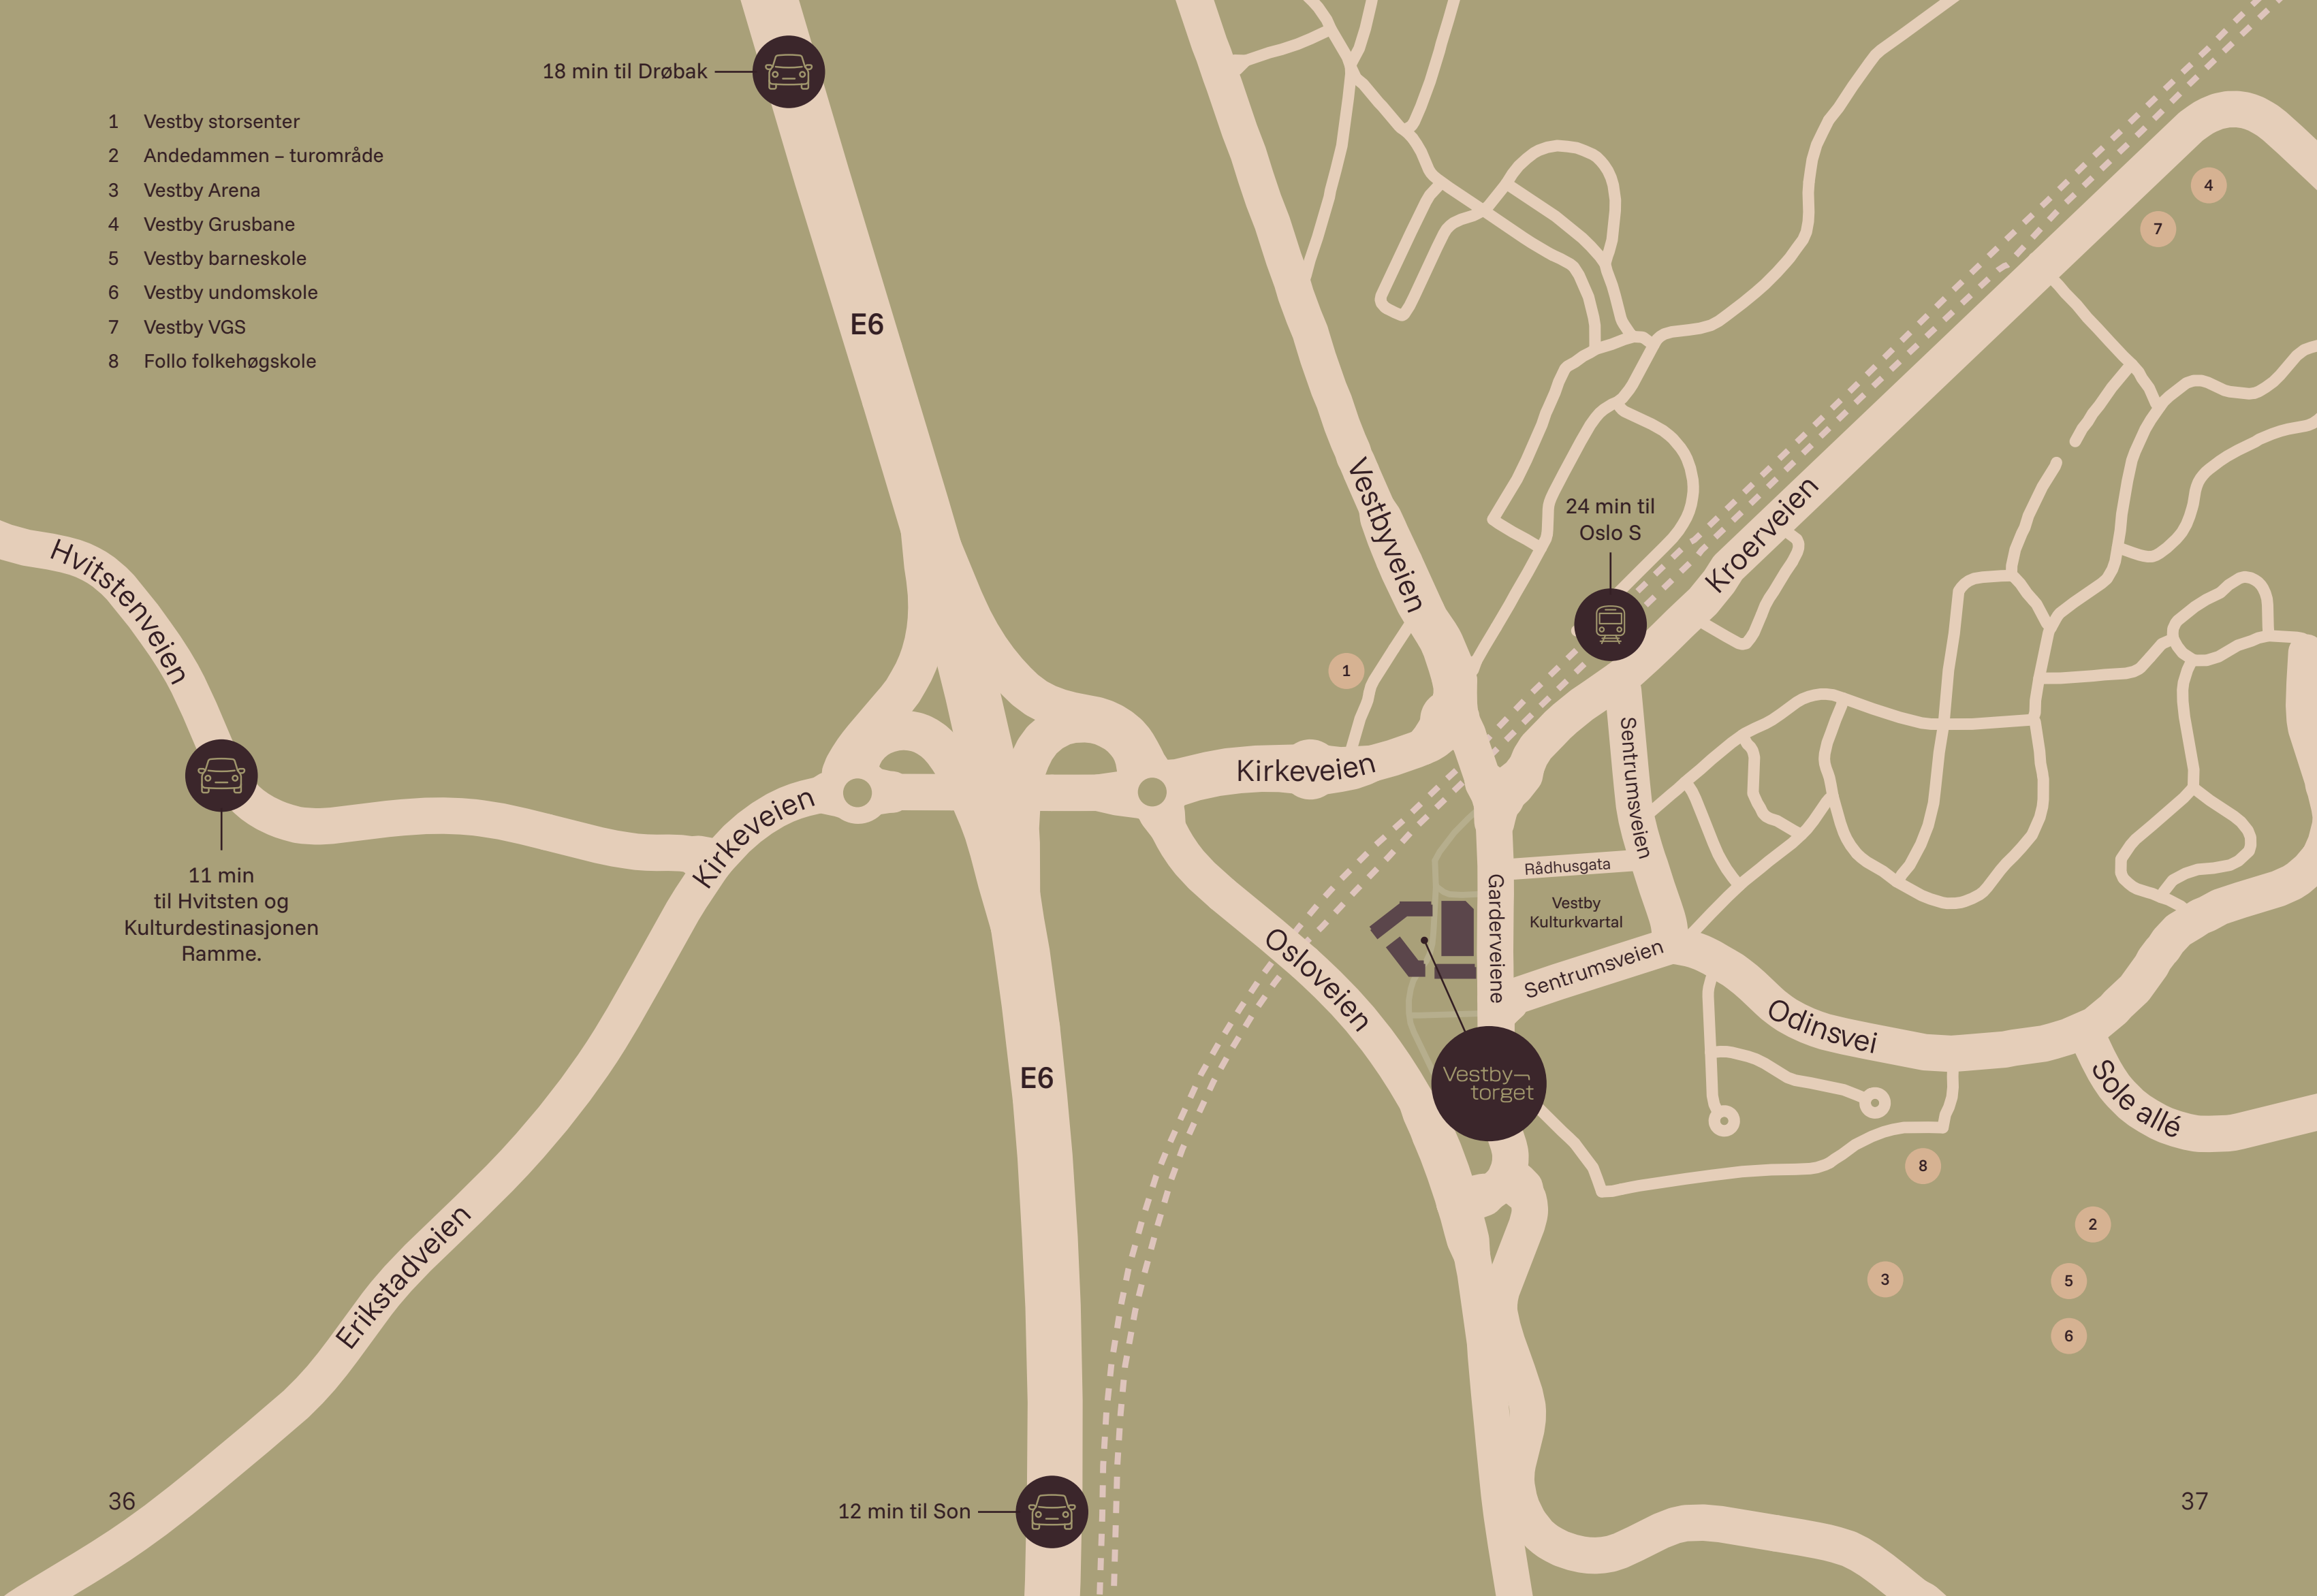 18 min til Drøbak
1 Vestby storsenter
2 Andedammen – turområde
3 Vestby Arena
4 Vestby Grusbane
5 Vestby barneskole
6 Vestby undomskole
7 Vestby VGS
8 Follo folkehøgskole
4
7
E6
Vestbyveien
24 min til
Oslo S
Kroerveien
Hvitstenveien
1
Sentrumsveien
Kirkeveien
Kirkeveien
11 min
til Hvitsten og
Kulturdestinasjonen
Ramme.
Rådhusgata
Garderveiene
Vestby
Kulturkvartal
Sentrumsveien
Osloveien
Odinsvei
E6
Vestby
torget
Sole allé
8
2
Erikstadveien
3
5
6
36
12 min til Son
37